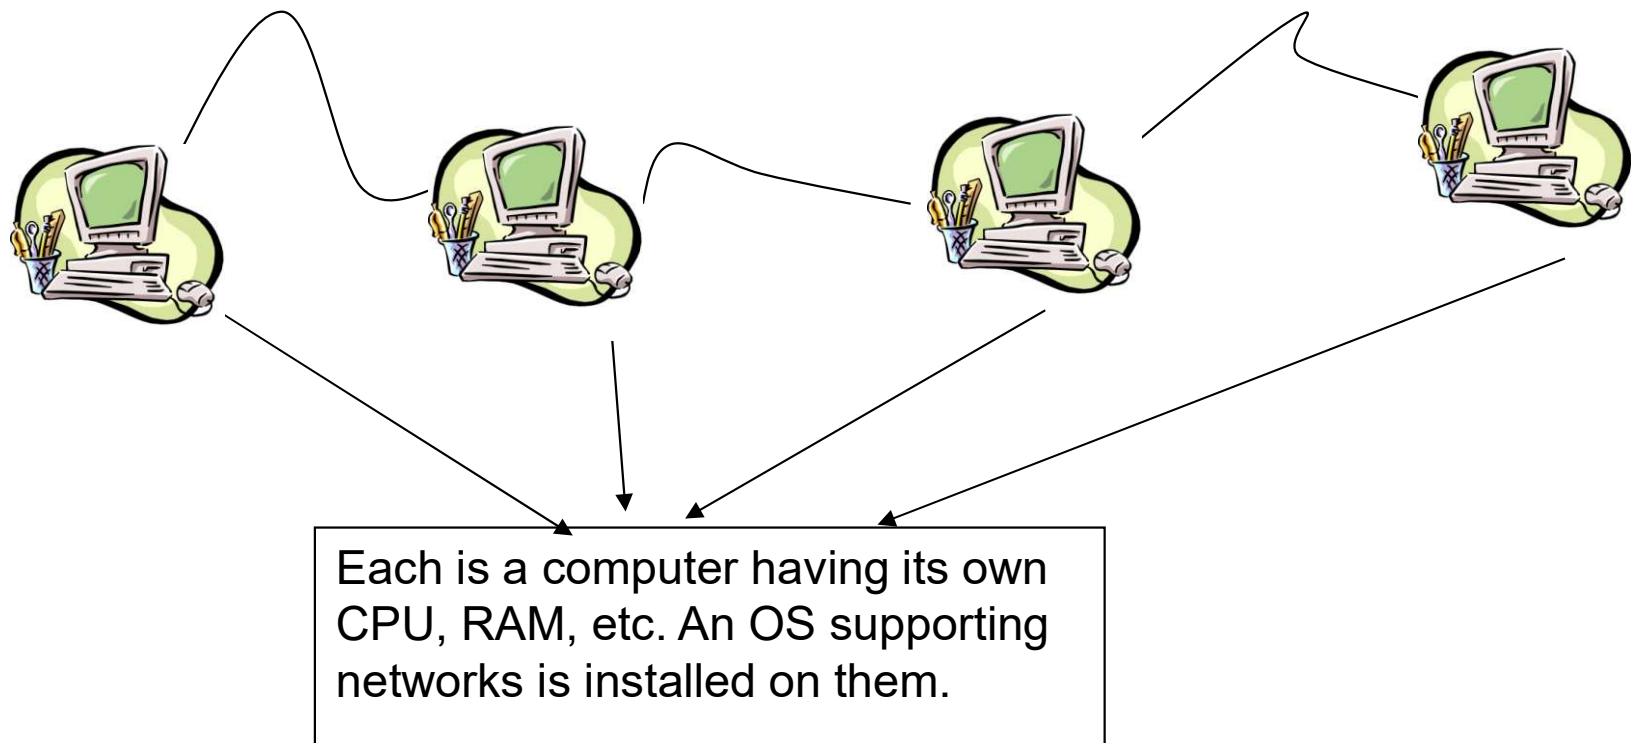 Each is a computer having its own
CPU, RAM, etc. An OS supporting
networks is installed on them.